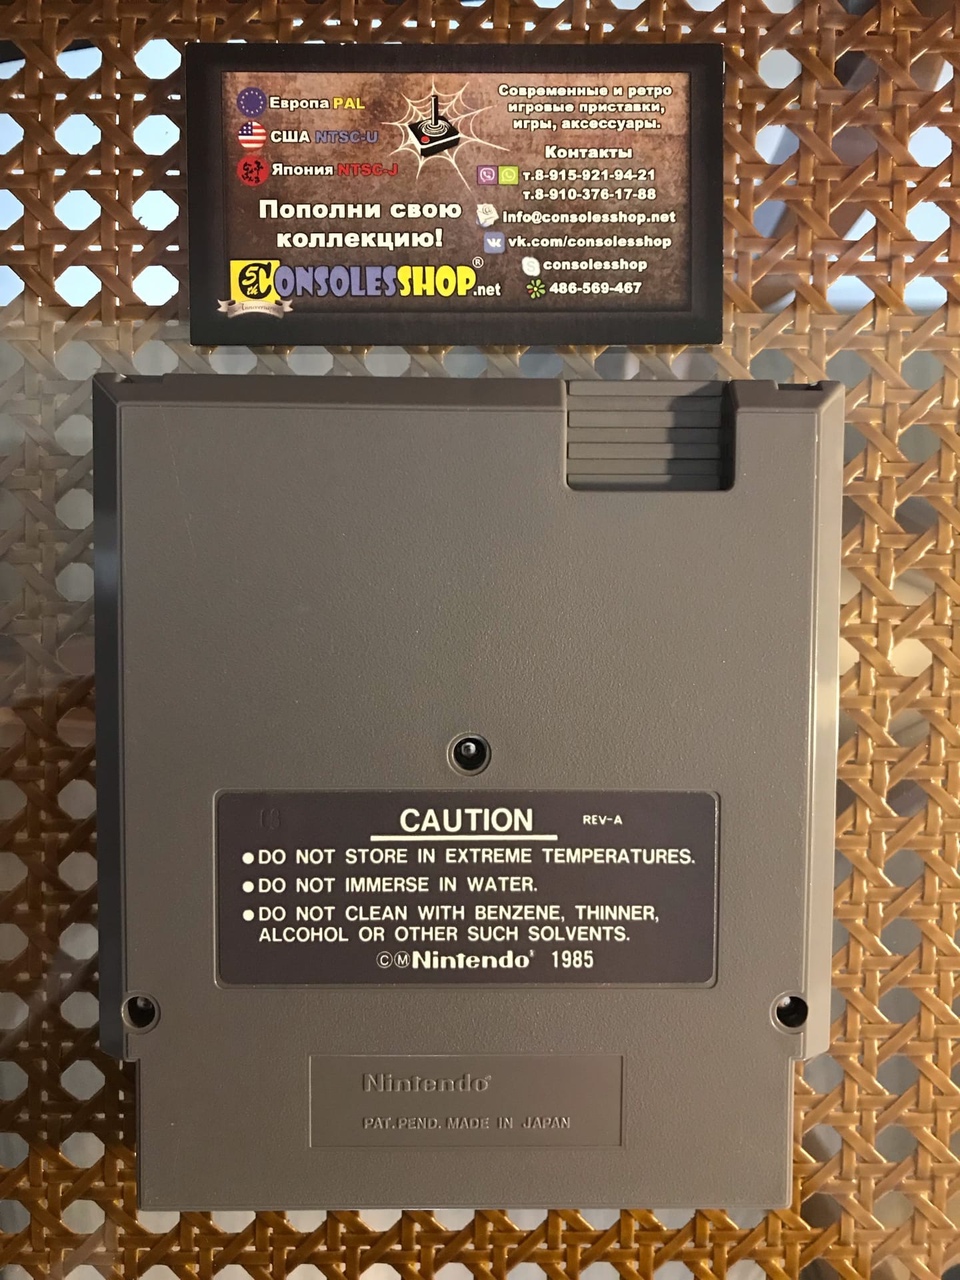 Европа PAL
США NTSC-U
Япония NTSC-J
Пополни свою
коллекцию!
5th
CONSOLESSHOP.net
®
Anniversary
Современные и ретро
игровые приставки,
игры, аксессуары.
Контакты
т.8-915-921-94-21
т.8-910-376-17-88
info@consolesshop.net
vk.com/consolesshop
consolesshop
486-569-467
CAUTION REV-A
●DO NOT STORE IN EXTREME TEMPERATURES.
●DO NOT IMMERSE IN WATER.
●DO NOT CLEAN WITH BENZENE, THINNER,
ALCOHOL OR OTHER SUCH SOLVENTS.
ⒸⓂNintendo® 1985
Nintendo®
PAT.PEND. MADE IN JAPAN